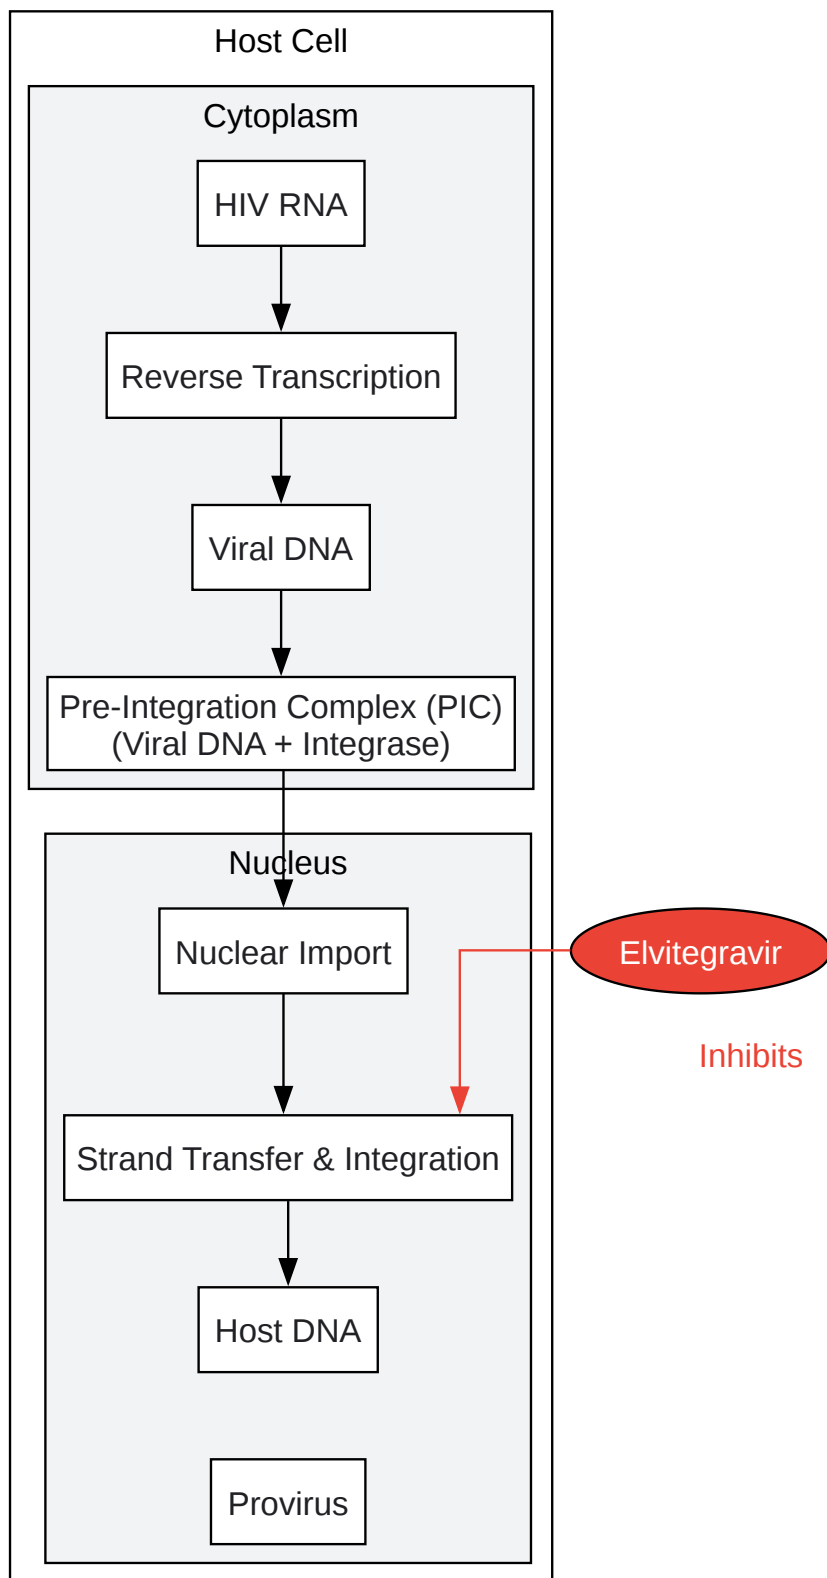 Host Cell
Cytoplasm
HIV RNA
Reverse Transcription
Viral DNA
Pre-Integration Complex (PIC)
(Viral DNA + Integrase)
Nucleus
Nuclear Import
Elvitegravir
Inhibits
Strand Transfer & Integration
Host DNA
Provirus